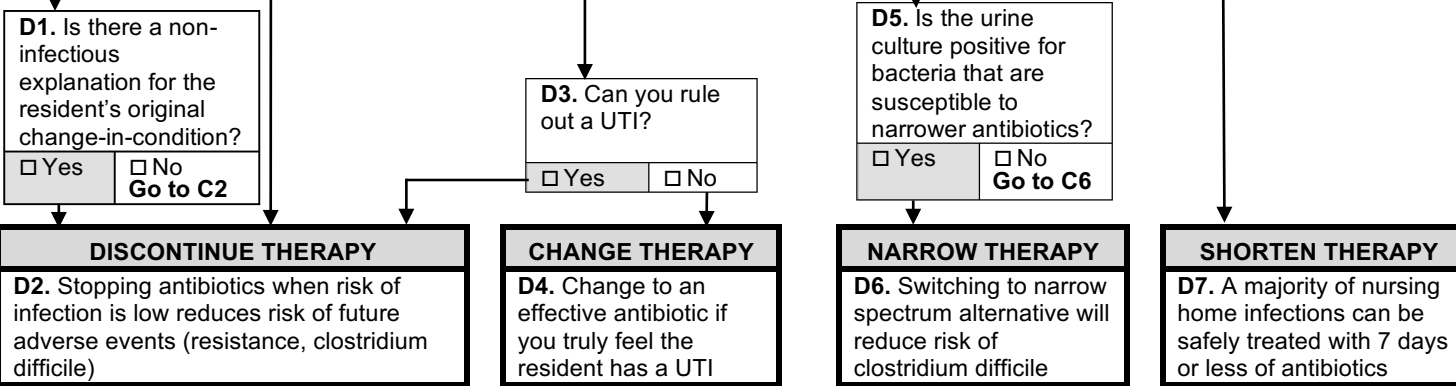 D1. Is there a non-
infectious
explanation for the
resident's original
change-in-condition?
☐ Yes
☐ No
Go to C2
D3. Can you rule
out a UTI?
☐ Yes
☐ No
D5. Is the urine
culture positive for
bacteria that are
susceptible to
narrower antibiotics?
☐ Yes
☐ No
Go to C6
DISCONTINUE THERAPY
D2. Stopping antibiotics when risk of
infection is low reduces risk of future
adverse events (resistance, clostridium
difficile)
CHANGE THERAPY
D4. Change to an
effective antibiotic if
you truly feel the
resident has a UTI
NARROW THERAPY
D6. Switching to narrow
spectrum alternative will
reduce risk of
clostridium difficile
SHORTEN THERAPY
D7. A majority of nursing
home infections can be
safely treated with 7 days
or less of antibiotics